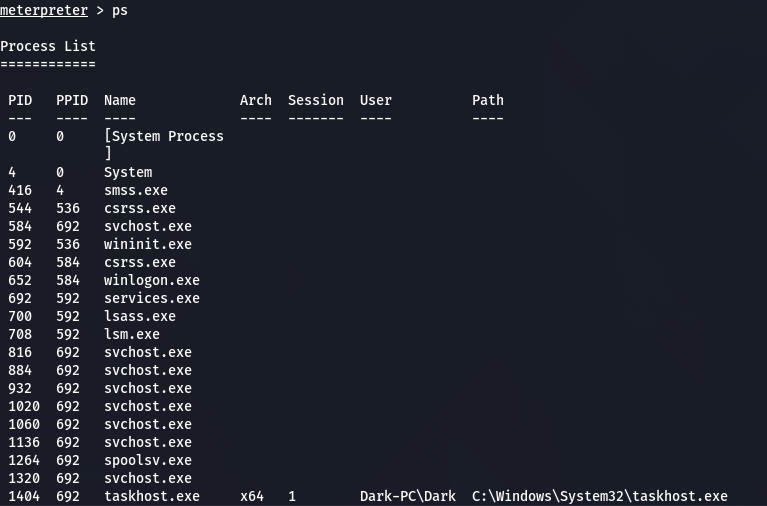 meterpreter > ps
Process List
============
PID PPID Name Arch Session User Path
--- ---- ---- ---- ------- ---- ----
0 0 [System Process
]
4 0 System
416 4 smss.exe
544 536 csrss.exe
584 692 svchost.exe
592 536 wininit.exe
604 584 csrss.exe
652 584 winlogon.exe
692 592 services.exe
700 592 lsass.exe
708 592 lsm.exe
816 692 svchost.exe
884 692 svchost.exe
932 692 svchost.exe
1020 692 svchost.exe
1060 692 svchost.exe
1136 692 svchost.exe
1264 692 spoolsv.exe
1320 692 svchost.exe
1404 692 taskhost.exe x64 1 Dark-PC\Dark C:\Windows\System32\taskhost.exe